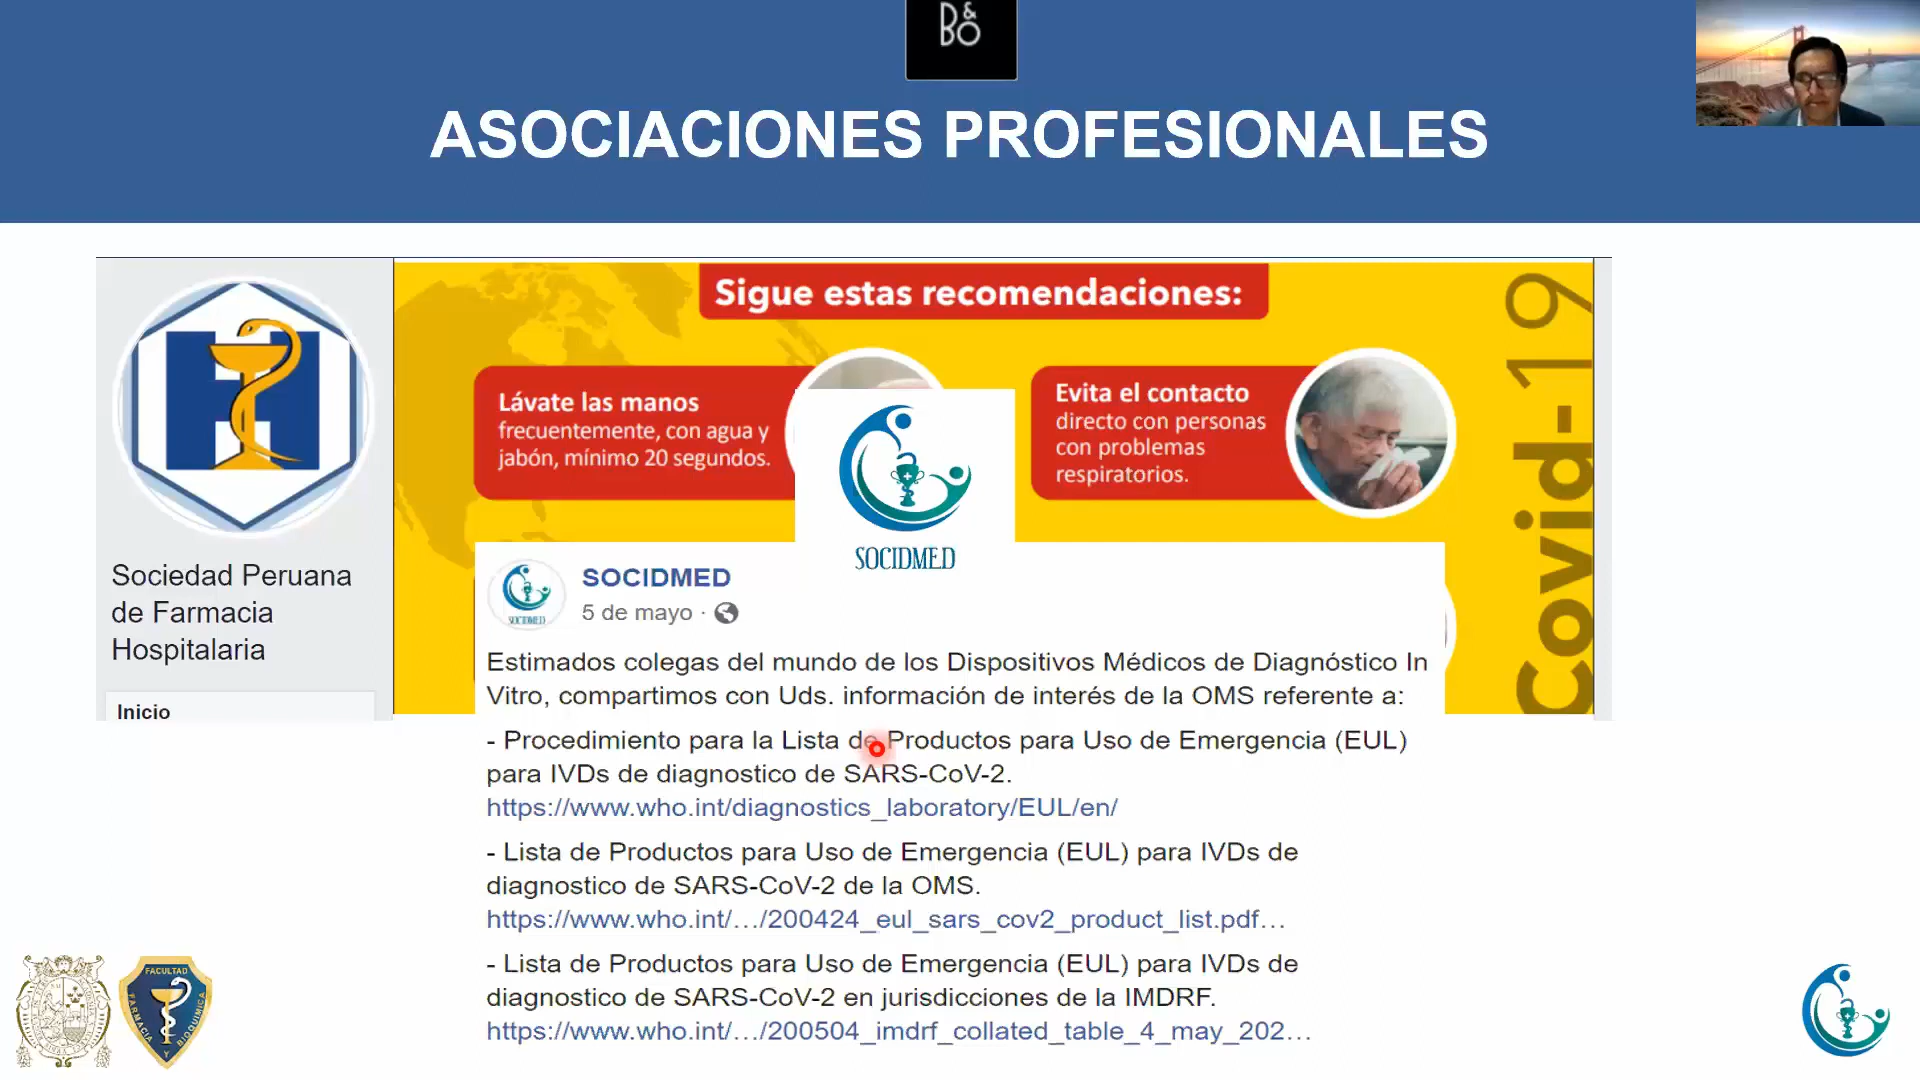 B&O
ASOCIACIONES PROFESIONALES
Sigue estas recomendaciones:
Lávate las manos
frecuentemente, con agua y
jabón, mínimo 20 segundos.
Evita el contacto
directo con personas
con problemas
respiratorios.
Covid-19
Sociedad Peruana
de Farmacia
Hospitalaria
Inicio
SOCIDMED
SOCIDMED
SOCIDMED
5 de mayo ·
Estimados colegas del mundo de los Dispositivos Médicos de Diagnóstico In
Vitro, compartimos con Uds. información de interés de la OMS referente a:
- Procedimiento para la Lista de Productos para Uso de Emergencia (EUL)
para IVDs de diagnostico de SARS-CoV-2.
https://www.who.int/diagnostics_laboratory/EUL/en/
- Lista de Productos para Uso de Emergencia (EUL) para IVDs de
diagnostico de SARS-CoV-2 de la OMS.
https://www.who.int/…/200424_eul_sars_cov2_product_list.pdf…
- Lista de Productos para Uso de Emergencia (EUL) para IVDs de
diagnostico de SARS-CoV-2 en jurisdicciones de la IMDRF.
https://www.who.int/…/200504_imdrf_collated_table_4_may_202…
FACULTAD
FARMACIA Y BIOQUIMICA